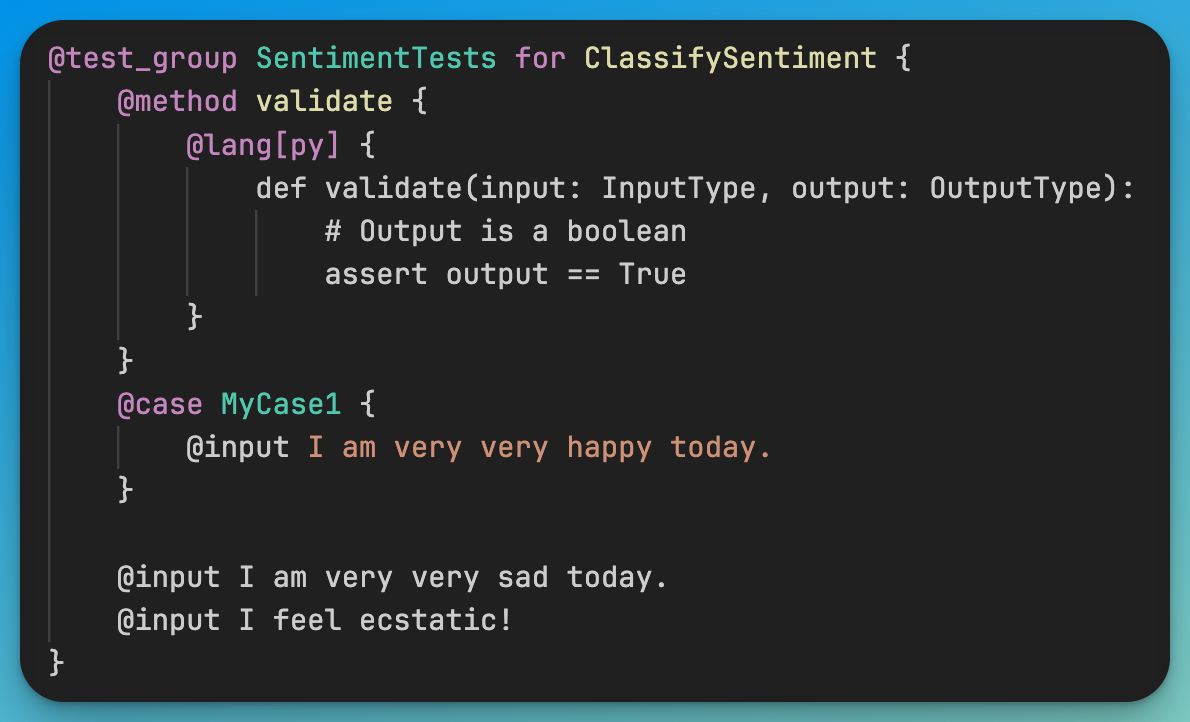 @test_group SentimentTests for ClassifySentiment {
    @method validate {
        @lang[py] {
            def validate(input: InputType, output: OutputType):
                # Output is a boolean
                assert output == True
        }
    }
    @case MyCase1 {
        @input I am very very happy today.
    }

    @input I am very very sad today.
    @input I feel ecstatic!
}